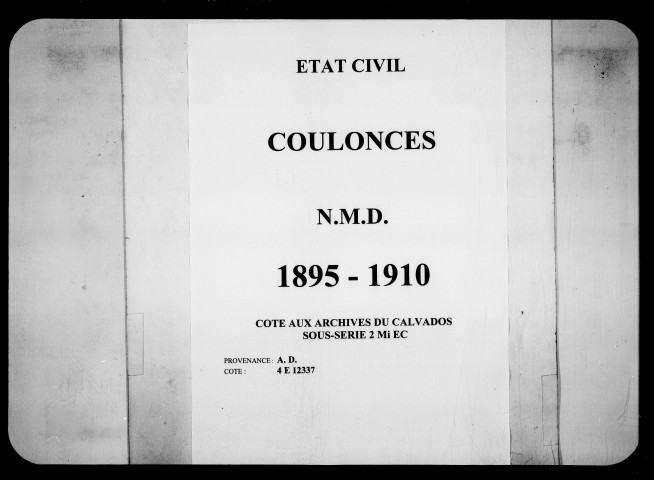 ETAT CIVIL
COULONCES
N.M.D.
1895 - 1910
COTE AUX ARCHIVES DU CALVADOS
SOUS-SERIE 2 Mi EC
PROVENANCE : A. D.
COTE : 4 E 12337